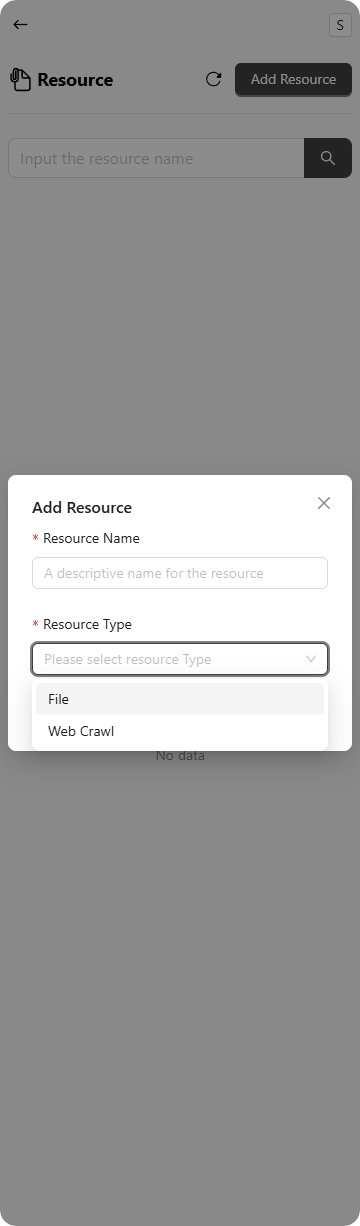 S
Resource
Add Resource
Input the resource name
Add Resource
* Resource Name
A descriptive name for the resource
* Resource Type
Please select resource Type
File
Web Crawl
No data